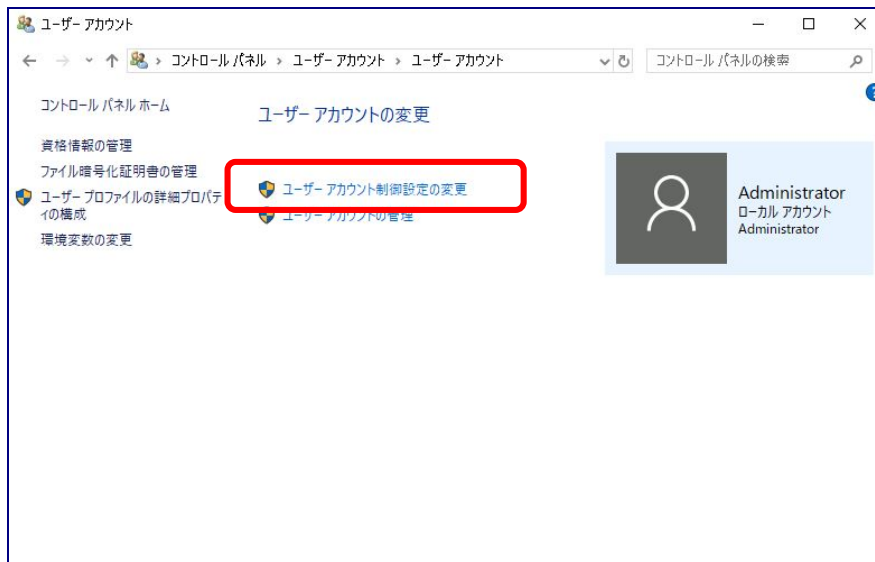 ユーザー アカウント
コントロール パネル › ユーザー アカウント › ユーザー アカウント
コントロール パネルの検索
コントロール パネル ホーム
資格情報の管理
ファイル暗号化証明書の管理
ユーザー プロファイルの詳細プロパテ
ィの構成
環境変数の変更
ユーザー アカウントの変更
ユーザー アカウント制御設定の変更
ユーザー アカウントの管理
Administrator
ローカル アカウント
Administrator